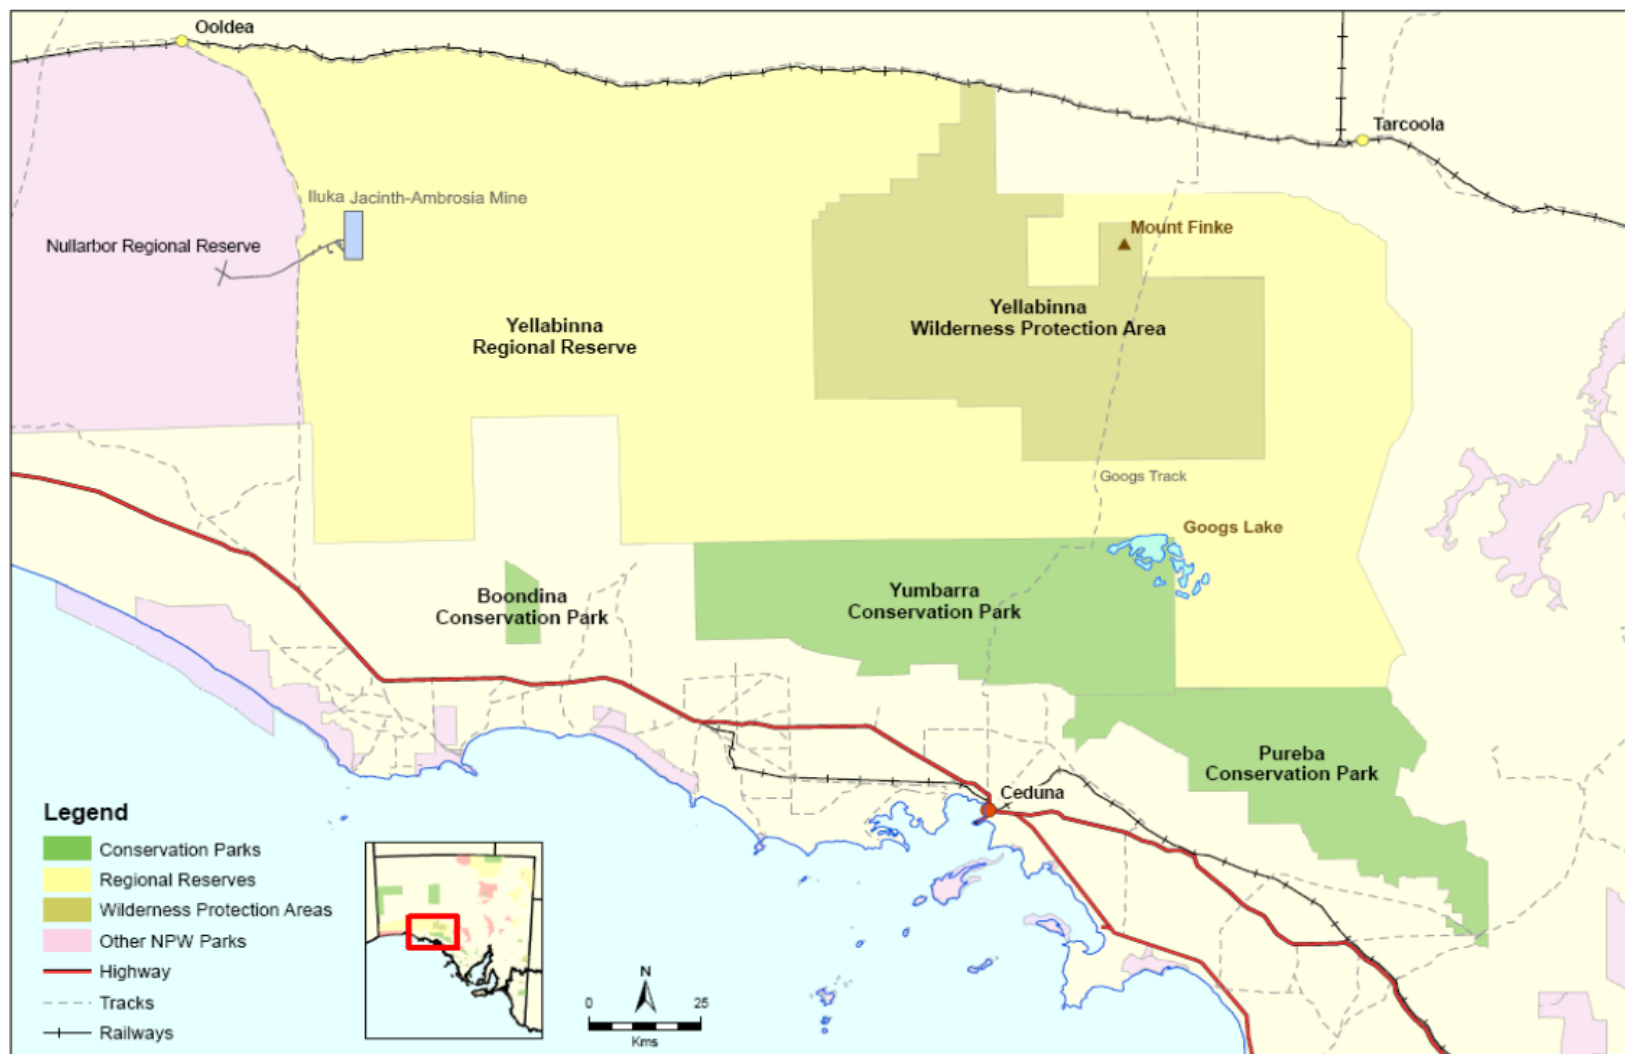 Ooldea
Tarcoola
Iluka Jacinth-Ambrosia Mine
Nullarbor Regional Reserve
Mount Finke
Yellabinna
Regional Reserve
Yellabinna
Wilderness Protection Area
Googs Track
Googs Lake
Boondina
Conservation Park
Yumbarra
Conservation Park
Pureba
Conservation Park
Ceduna
Legend
Conservation Parks
Regional Reserves
Wilderness Protection Areas
Other NPW Parks
Highway
Tracks
Railways
N
0 25
Kms